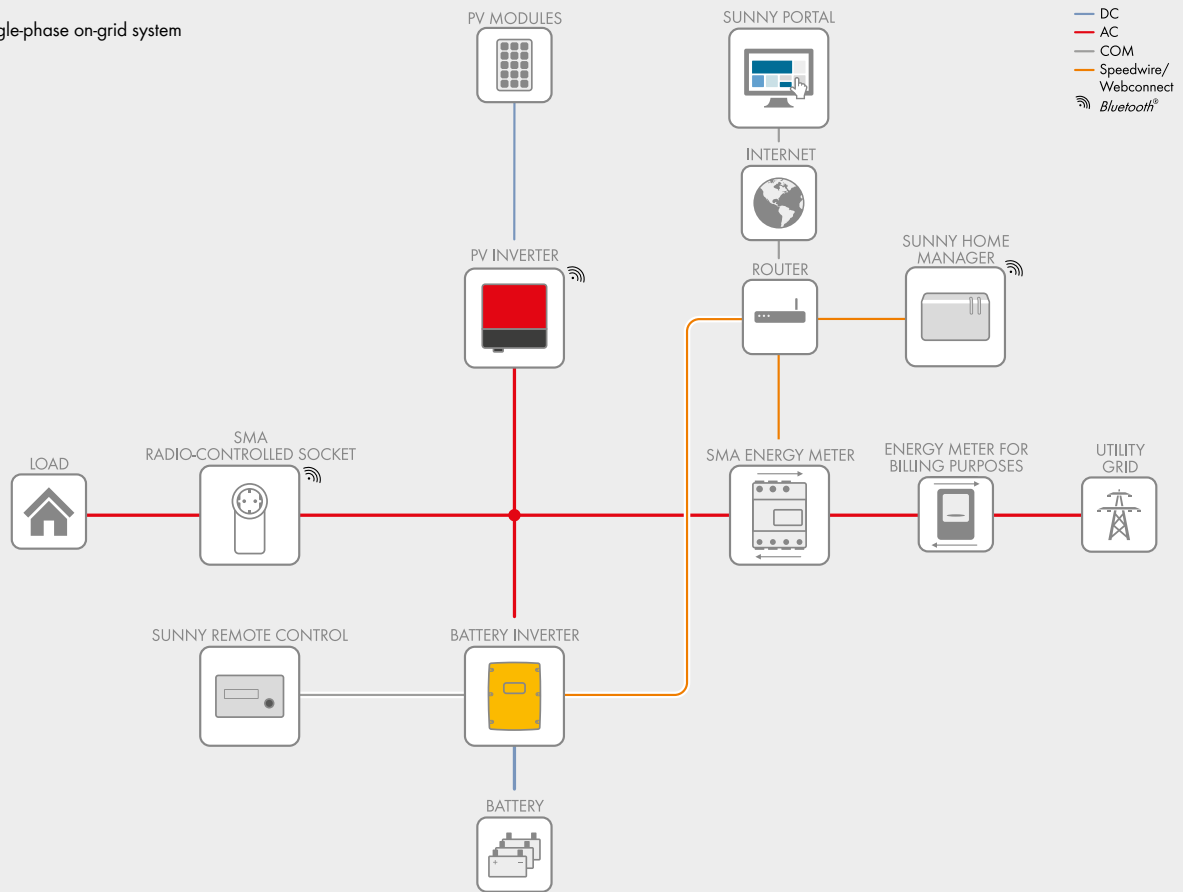 gle-phase on-grid system
PV MODULES
SUNNY PORTAL
DC
AC
COM
Speedwire/
Webconnect
Bluetooth®
INTERNET
PV INVERTER
ROUTER
SUNNY HOME
MANAGER
LOAD
SMA
RADIO-CONTROLLED SOCKET
SMA ENERGY METER
ENERGY METER FOR
BILLING PURPOSES
UTILITY
GRID
SUNNY REMOTE CONTROL
BATTERY INVERTER
BATTERY
+ −